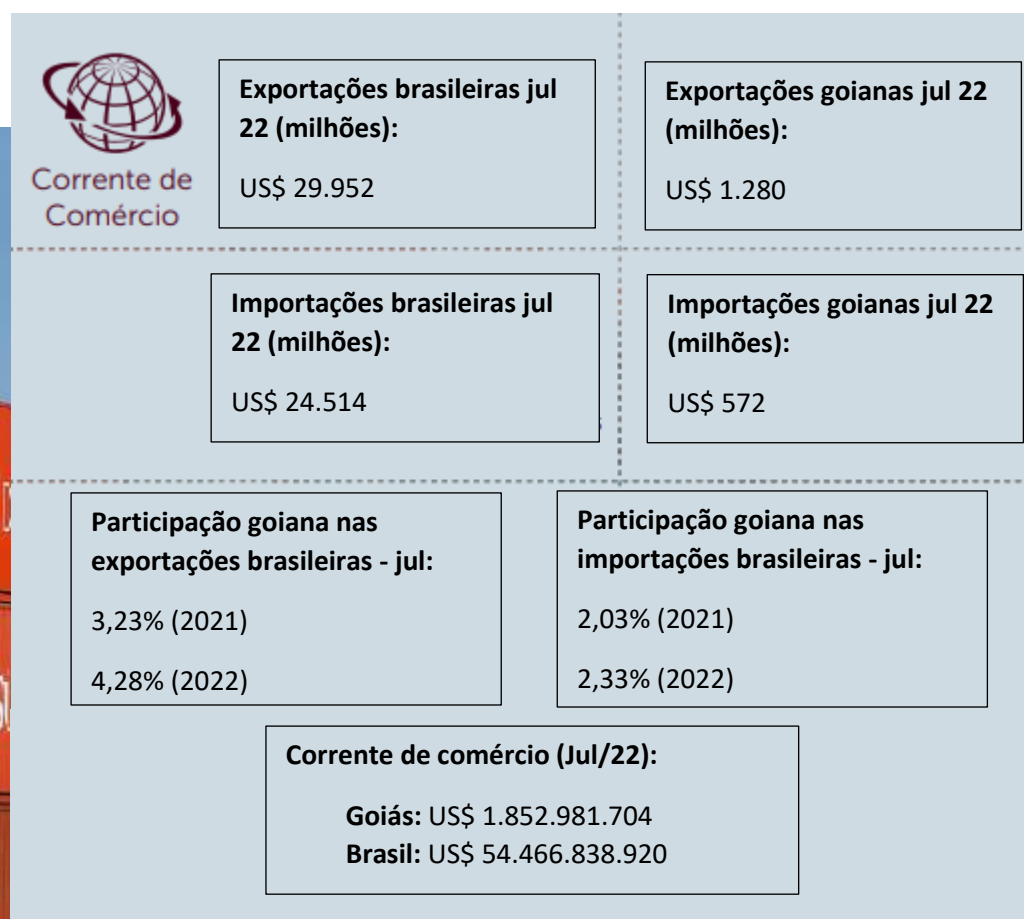 Corrente de
Comércio
Exportações brasileiras jul
22 (milhões):
US$ 29.952
Exportações goianas jul 22
(milhões):
US$ 1.280
Importações brasileiras jul
22 (milhões):
US$ 24.514
Importações goianas jul 22
(milhões):
US$ 572
Participação goiana nas
exportações brasileiras - jul:
3,23% (2021)
4,28% (2022)
Participação goiana nas
importações brasileiras - jul:
2,03% (2021)
2,33% (2022)
Corrente de comércio (Jul/22):
Goiás: US$ 1.852.981.704
Brasil: US$ 54.466.838.920